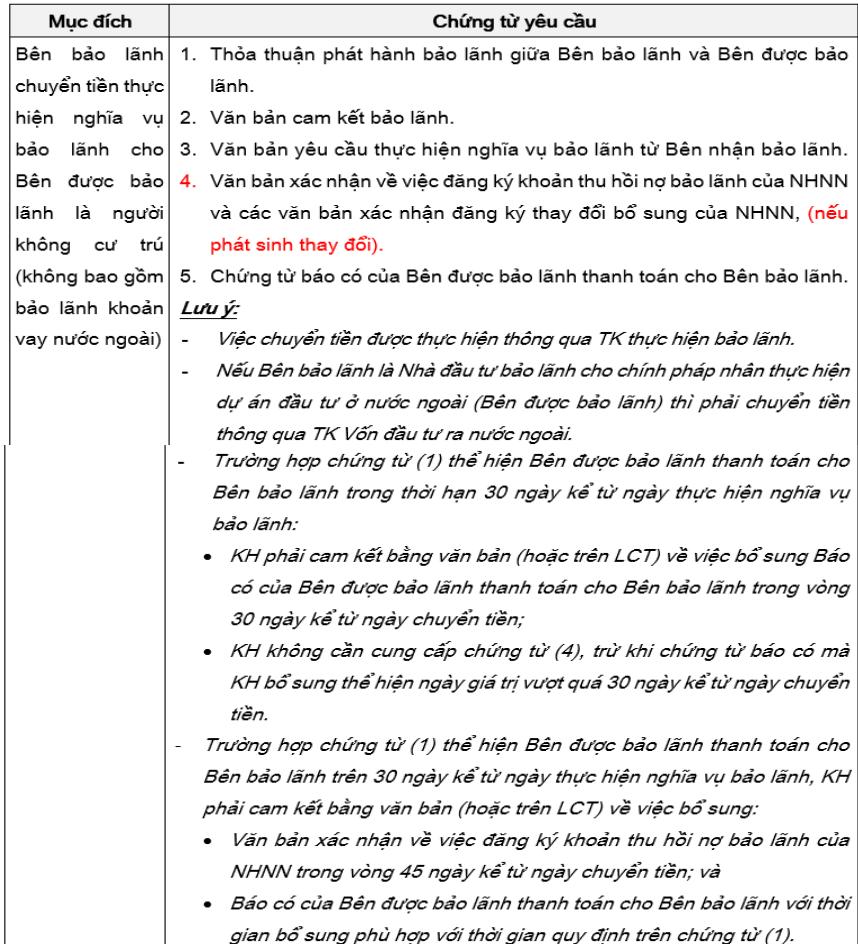 Mục đích
Chứng từ yêu cầu
Bên bảo lãnh
chuyển tiền thực
hiện nghĩa vụ
bảo lãnh cho
Bên được bảo
lãnh là người
không cư trú
(không bao gồm
bảo lãnh khoản
vay nước ngoài)
1. Thỏa thuận phát hành bảo lãnh giữa Bên bảo lãnh và Bên được bảo
lãnh.
2. Văn bản cam kết bảo lãnh.
3. Văn bản yêu cầu thực hiện nghĩa vụ bảo lãnh từ Bên nhận bảo lãnh.
4. Văn bản xác nhận về việc đăng ký khoản thu hồi nợ bảo lãnh của NHNN
và các văn bản xác nhận đăng ký thay đổi bổ sung của NHNN, (nếu
phát sinh thay đổi).
5. Chứng từ báo có của Bên được bảo lãnh thanh toán cho Bên bảo lãnh.
Lưu ý:
- Việc chuyển tiền được thực hiện thông qua TK thực hiện bảo lãnh.
- Nếu Bên bảo lãnh là Nhà đầu tư bảo lãnh cho chính pháp nhân thực hiện
dự án đầu tư ở nước ngoài (Bên được bảo lãnh) thì phải chuyển tiền
thông qua TK Vốn đầu tư ra nước ngoài.
- Trường hợp chứng từ (1) thể hiện Bên được bảo lãnh thanh toán cho
Bên bảo lãnh trong thời hạn 30 ngày kể từ ngày thực hiện nghĩa vụ
bảo lãnh:
• KH phải cam kết bằng văn bản (hoặc trên LCT) về việc bổ sung Báo
có của Bên được bảo lãnh thanh toán cho Bên bảo lãnh trong vòng
30 ngày kể từ ngày chuyển tiền;
• KH không cần cung cấp chứng từ (4), trừ khi chứng từ báo có mà
KH bổ sung thể hiện ngày giá trị vượt quá 30 ngày kể từ ngày chuyển
tiền.
- Trường hợp chứng từ (1) thể hiện Bên được bảo lãnh thanh toán cho
Bên bảo lãnh trên 30 ngày kể từ ngày thực hiện nghĩa vụ bảo lãnh, KH
phải cam kết bằng văn bản (hoặc trên LCT) về việc bổ sung:
• Văn bản xác nhận về việc đăng ký khoản thu hồi nợ bảo lãnh của
NHNN trong vòng 45 ngày kể từ ngày chuyển tiền; và
• Báo có của Bên được bảo lãnh thanh toán cho Bên bảo lãnh với thời
gian bổ sung phù hợp với thời gian quy định trên chứng từ (1).